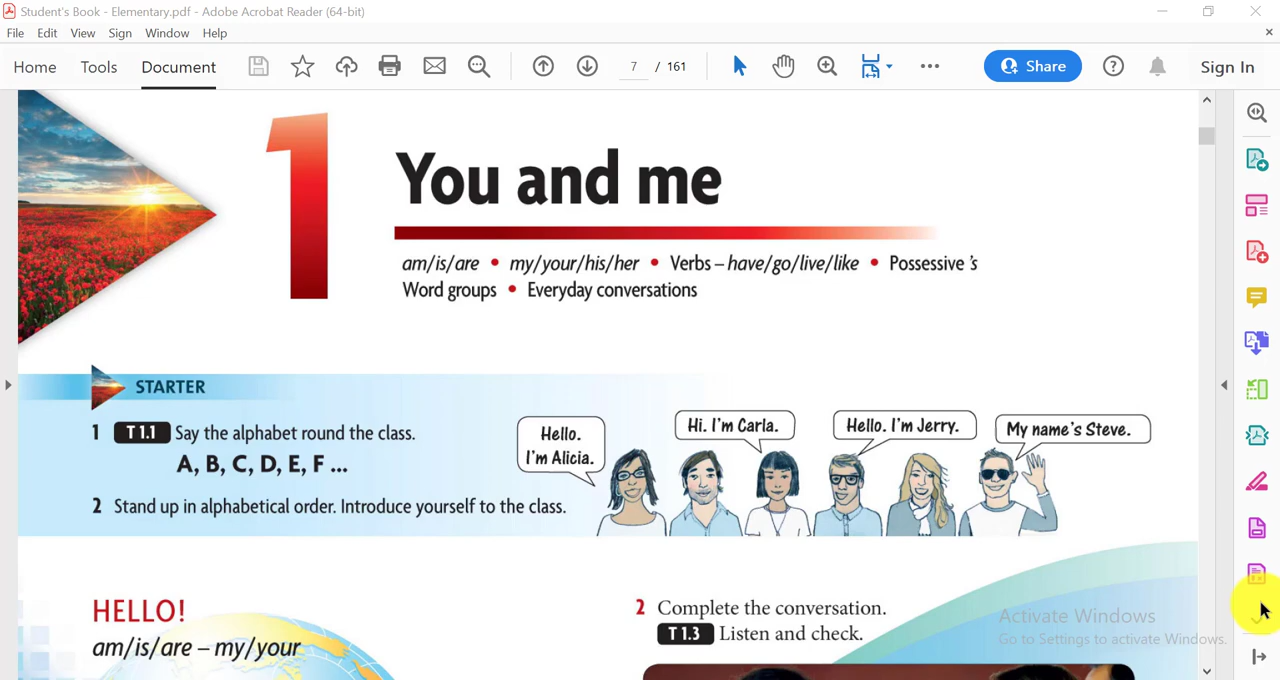 Student's Book - Elementary.pdf - Adobe Acrobat Reader (64-bit)
File Edit View Sign Window Help
Home Tools Document 7 / 161 Share Sign In
1
You and me
am/is/are • my/your/his/her • Verbs – have/go/live/like • Possessive 's
Word groups • Everyday conversations
STARTER
1 T 1.1 Say the alphabet round the class.
A, B, C, D, E, F ...
2 Stand up in alphabetical order. Introduce yourself to the class.
Hello.
I'm Alicia.
Hi. I'm Carla.
Hello. I'm Jerry.
My name's Steve.
HELLO!
am/is/are – my/your
2 Complete the conversation.
T 1.3 Listen and check.
Activate Windows
Go to Settings to activate Windows.